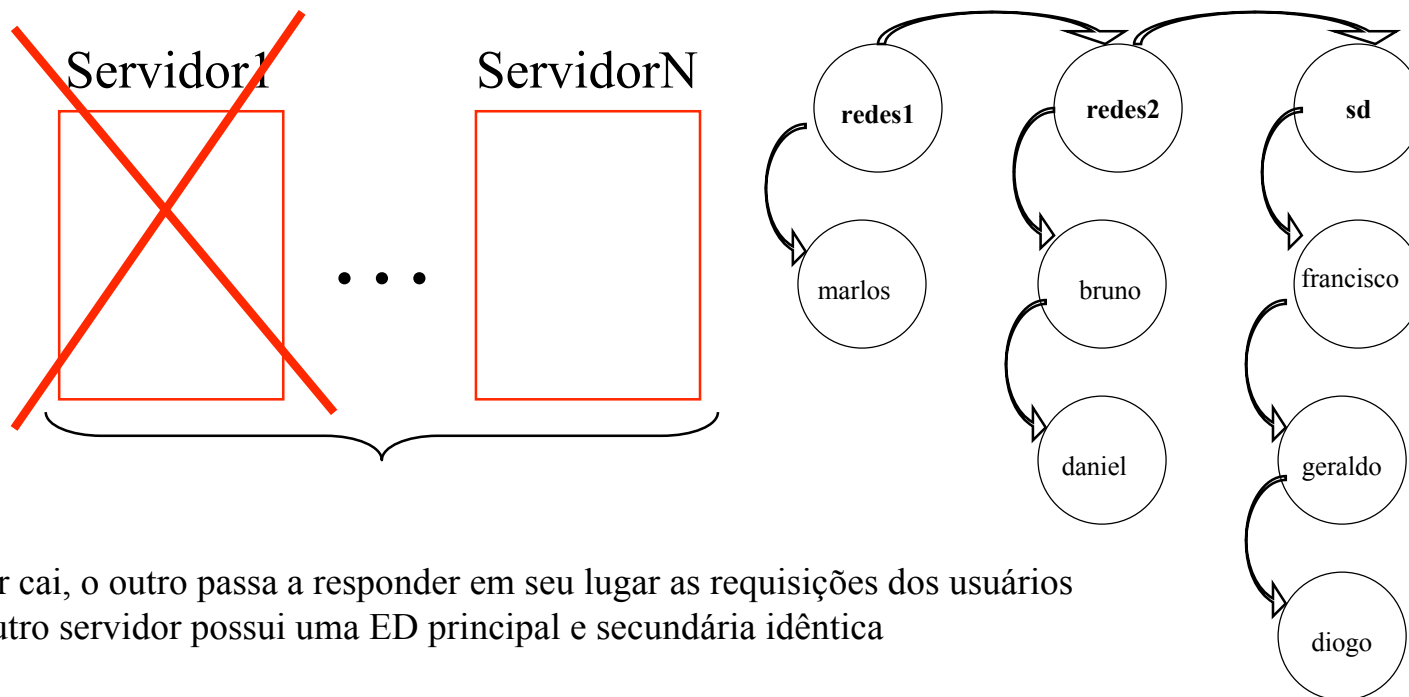 Servidor1
ServidorN
redes1
redes2
sd
marlos
bruno
francisco
daniel
geraldo
diogo
r cai, o outro passa a responder em seu lugar as requisições dos usuários
utro servidor possui uma ED principal e secundária idêntica